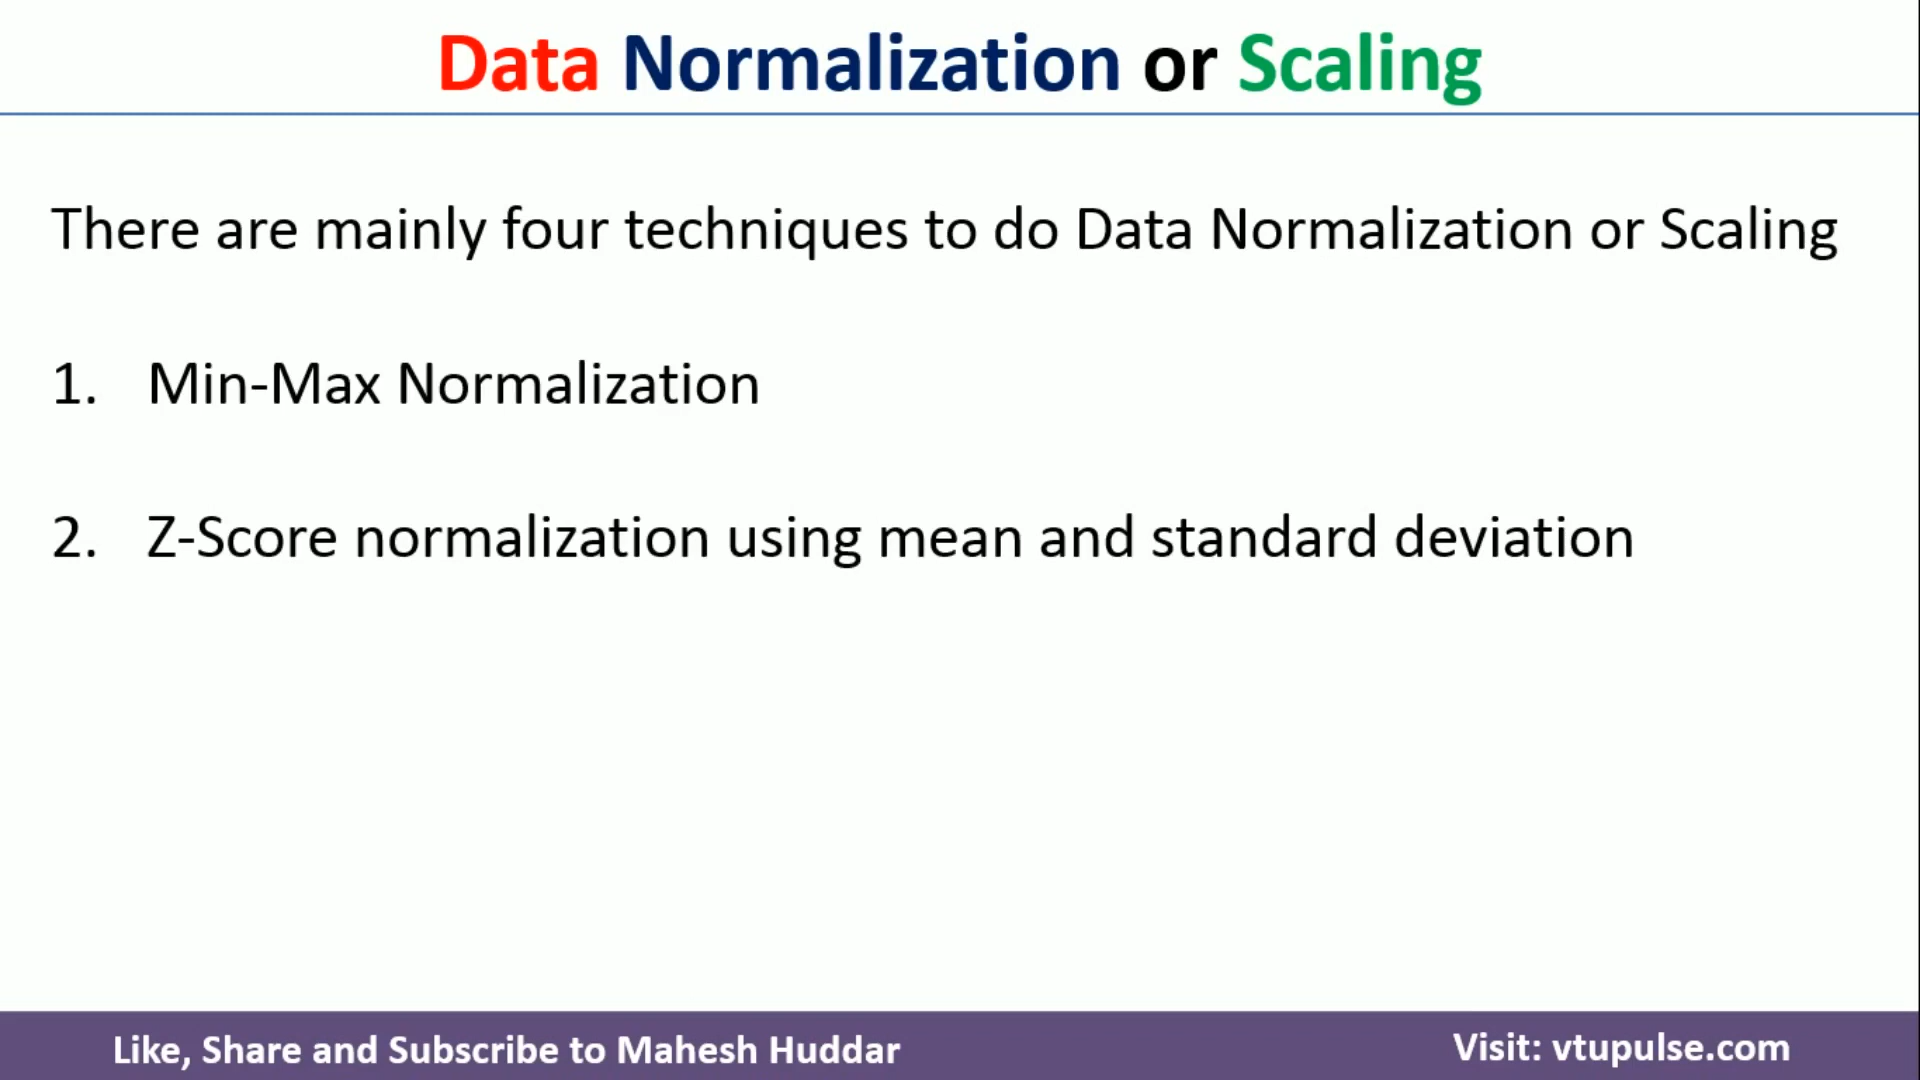 Data Normalization or Scaling
There are mainly four techniques to do Data Normalization or Scaling
1. Min-Max Normalization
2. Z-Score normalization using mean and standard deviation
Like, Share and Subscribe to Mahesh Huddar
Visit: vtupulse.com